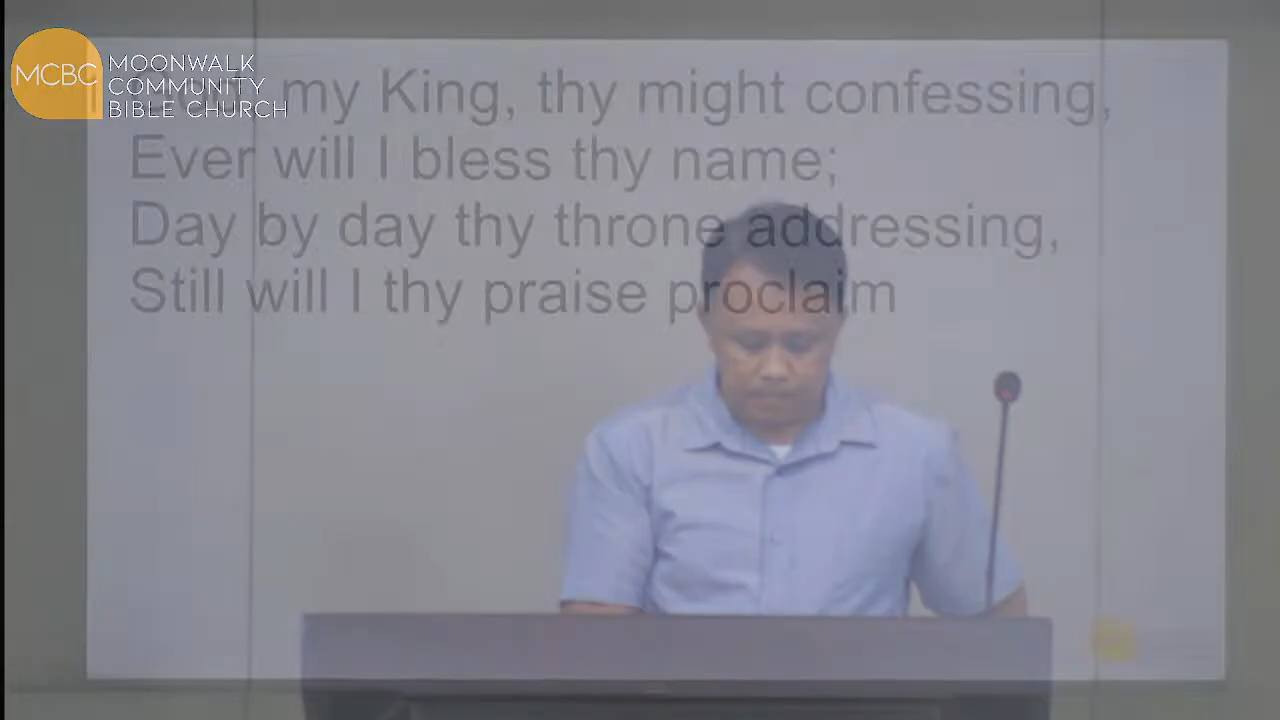 MCBC
MOONWALK
COMMUNITY
BIBLE CHURCH
my King, thy might confessing,
Ever will I bless thy name;
Day by day thy throne addressing,
Still will I thy praise proclaim